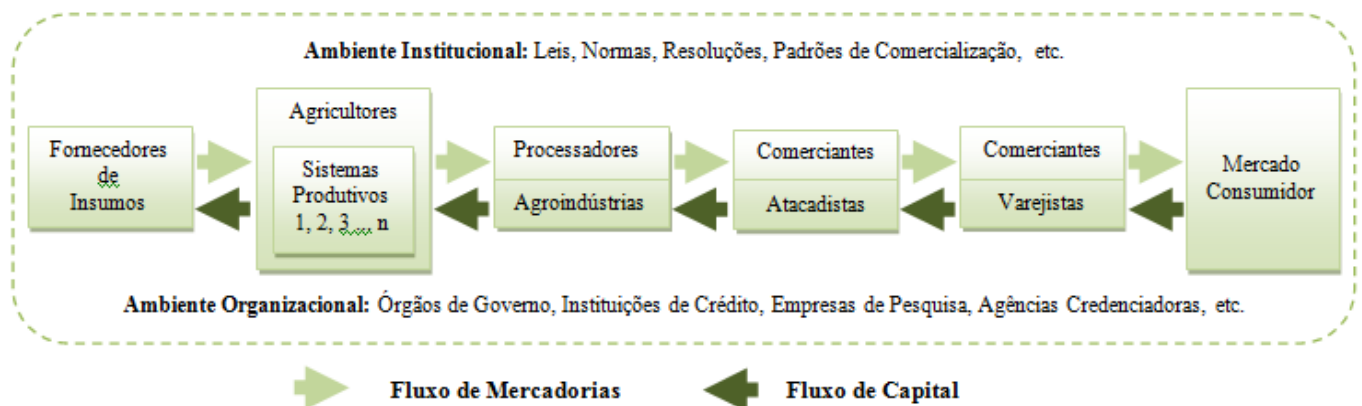 Ambiente Institucional: Leis, Normas, Resoluções, Padrões de Comercialização, etc.
Fornecedores
de
Insumos
Agricultores
Sistemas
Produtivos
1, 2, 3 ... n
Processadores
Agroindústrias
Comerciantes
Atacadistas
Comerciantes
Varejistas
Mercado
Consumidor
Ambiente Organizacional: Órgãos de Governo, Instituições de Crédito, Empresas de Pesquisa, Agências Credenciadoras, etc.
Fluxo de Mercadorias
Fluxo de Capital